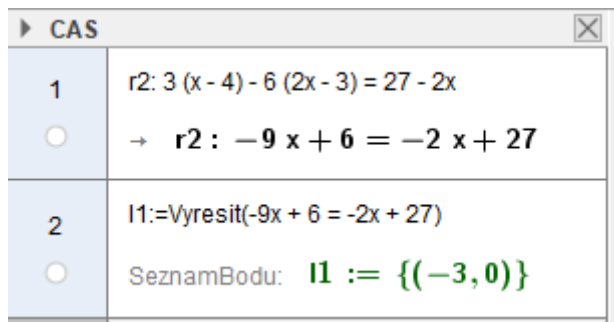 CAS
1
r2: 3 (x - 4) - 6 (2x - 3) = 27 - 2x
→ r2 : −9 x + 6 = −2 x + 27
2
l1:=Vyresit(-9x + 6 = -2x + 27)
SeznamBodu: l1 := {(−3, 0)}